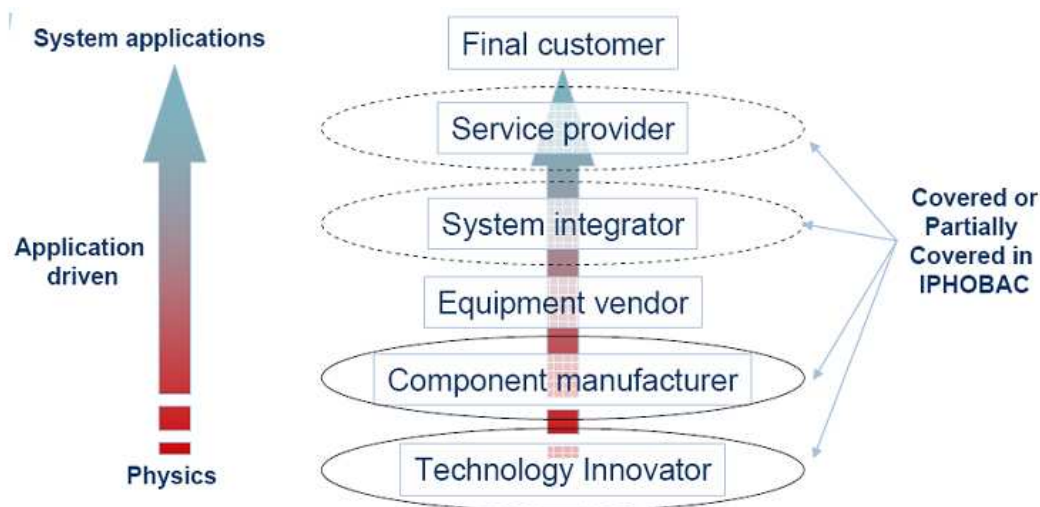 System applications
Application
driven
Physics
Final customer
Service provider
System integrator
Equipment vendor
Component manufacturer
Technology Innovator
Covered or
Partially
Covered in
IPHOBAC